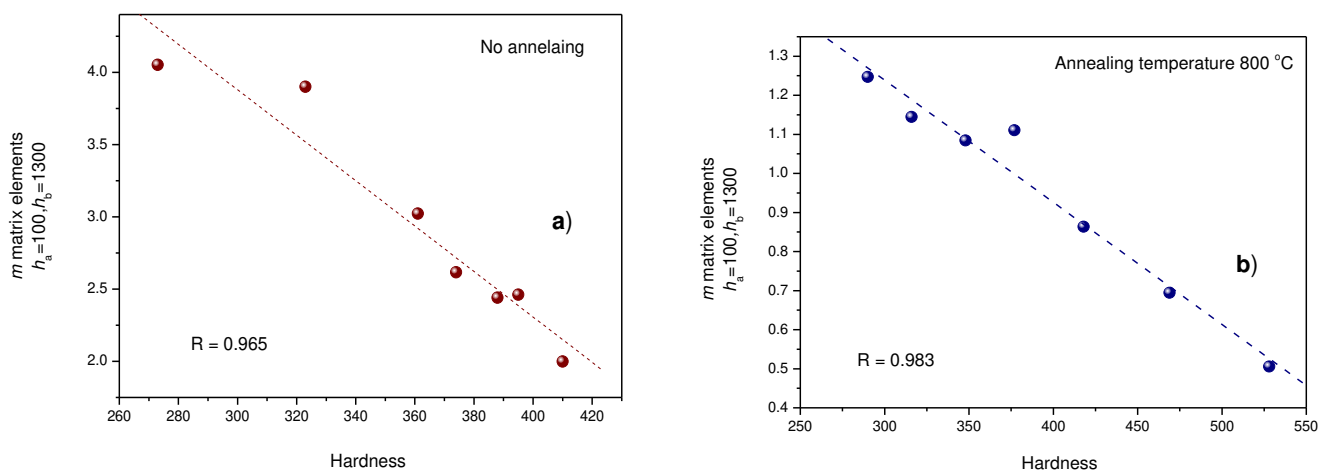 No annelaing
4.0
3.5
3.0
2.5
2.0
m matrix elements
hₐ=100,h_b=1300
a)
R = 0.965
260 280 300 320 340 360 380 400 420
Hardness
Annealing temperature 800 °C
1.3
1.2
1.1
1.0
0.9
0.8
0.7
0.6
0.5
0.4
m matrix elements
hₐ=100,h_b=1300
b)
R = 0.983
250 300 350 400 450 500 550
Hardness